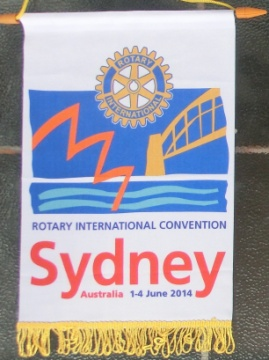 ROTARY
INTERNATIONAL
ROTARY INTERNATIONAL CONVENTION
Sydney
Australia 1-4 June 2014